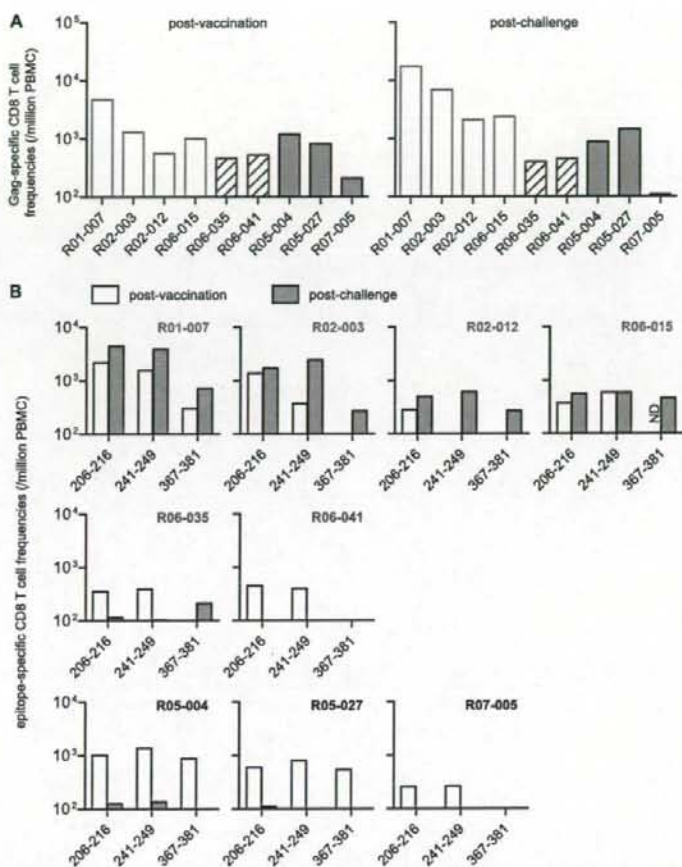 A
post-vaccination
post-challenge
Gag-specific CD8 T cell
frequencies (/million PBMC)
10⁵
10⁴
10³
10²
R01-007
R02-003
R02-012
R06-015
R06-035
R06-041
R05-004
R05-027
R07-005
R01-007
R02-003
R02-012
R06-015
R06-035
R06-041
R05-004
R05-027
R07-005
B
post-vaccination
post-challenge
epitope-specific CD8 T cell frequencies (/million PBMC)
10⁴
10³
10²
R01-007
R02-003
R02-012
R06-015
ND
206-216
241-249
367-381
206-216
241-249
367-381
206-216
241-249
367-381
206-216
241-249
367-381
10⁴
10³
10²
R06-035
R06-041
206-216
241-249
367-381
206-216
241-249
367-381
10⁴
10³
10²
R05-004
R05-027
R07-005
206-216
241-249
367-381
206-216
241-249
367-381
206-216
241-249
367-381